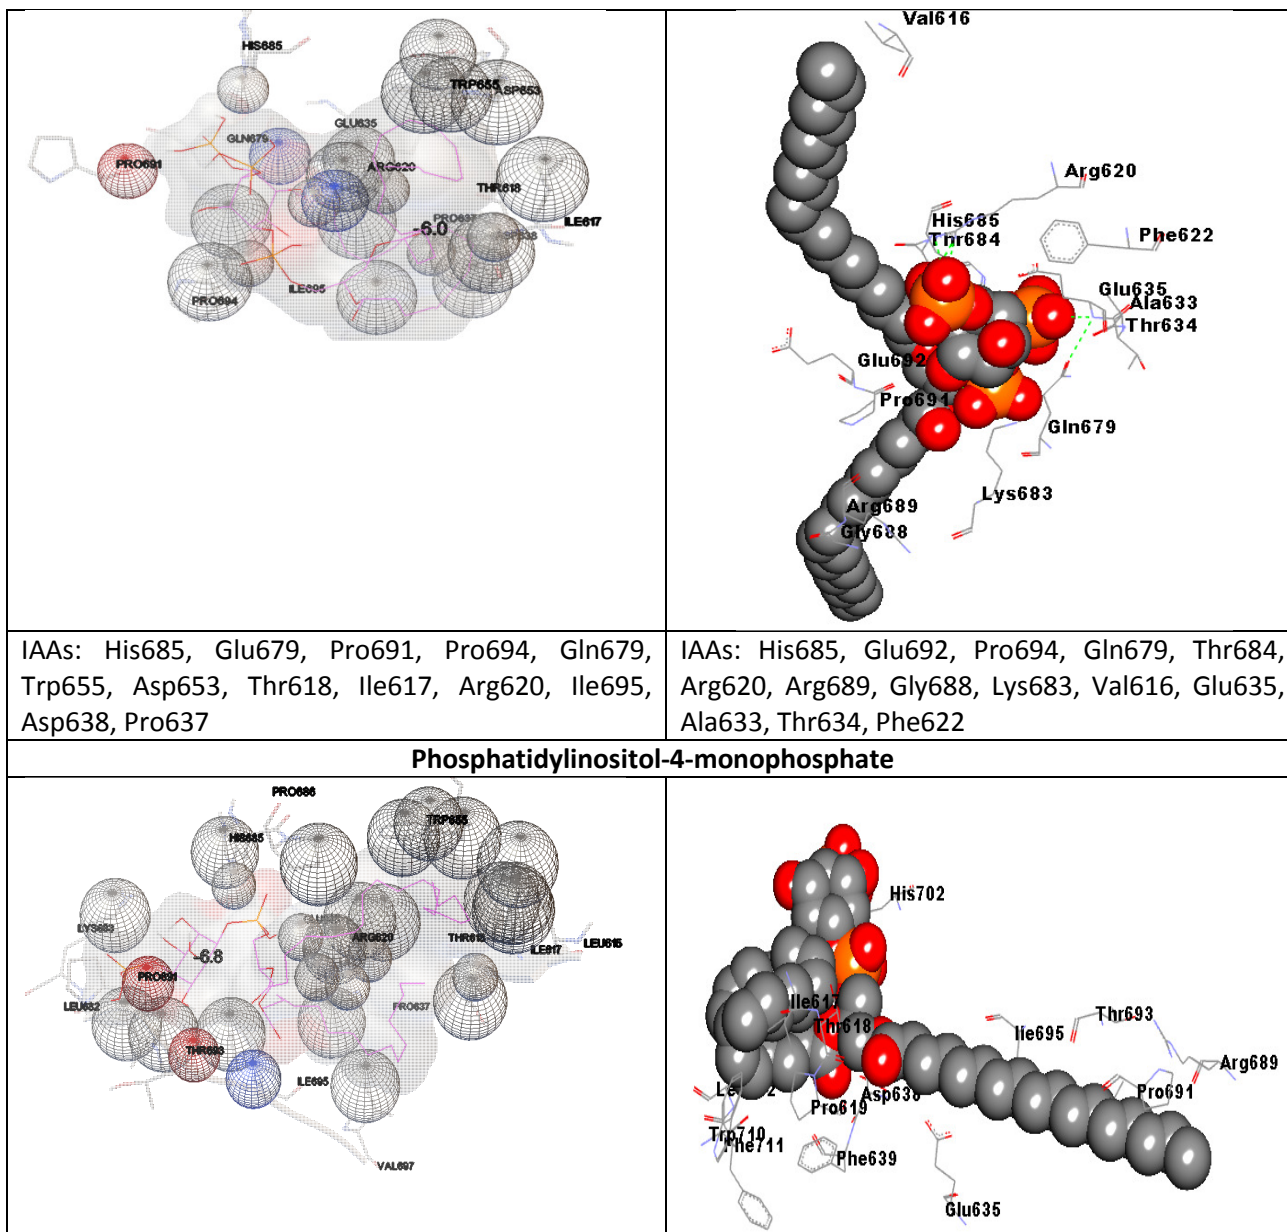 HIS685
TRP655
ASP653
GLN679
GLU635
PRO691
ARG620
THR618
ILE617
PRO637
-6.0
ILE695
PRO694
Val616
Arg620
His685
Thr684
Phe622
Glu635
Ala633
Thr634
Glu692
Pro691
Gln679
Lys683
Arg689
Gly688
IAAs: His685, Glu679, Pro691, Pro694, Gln679,
Trp655, Asp653, Thr618, Ile617, Arg620, Ile695,
Asp638, Pro637
IAAs: His685, Glu692, Pro694, Gln679, Thr684,
Arg620, Arg689, Gly688, Lys683, Val616, Glu635,
Ala633, Thr634, Phe622
Phosphatidylinositol-4-monophosphate
PRO686
HIS685
TRP655
LYS683
ARG620
THR618
ILE617
LEU615
-6.8
PRO691
LEU682
PRO637
THR693
ILE695
VAL697
His702
Ile617
Thr618
Ile695
Thr693
Arg689
Pro691
Pro619
Asp638
Trp710
Phe711
Phe639
Glu635